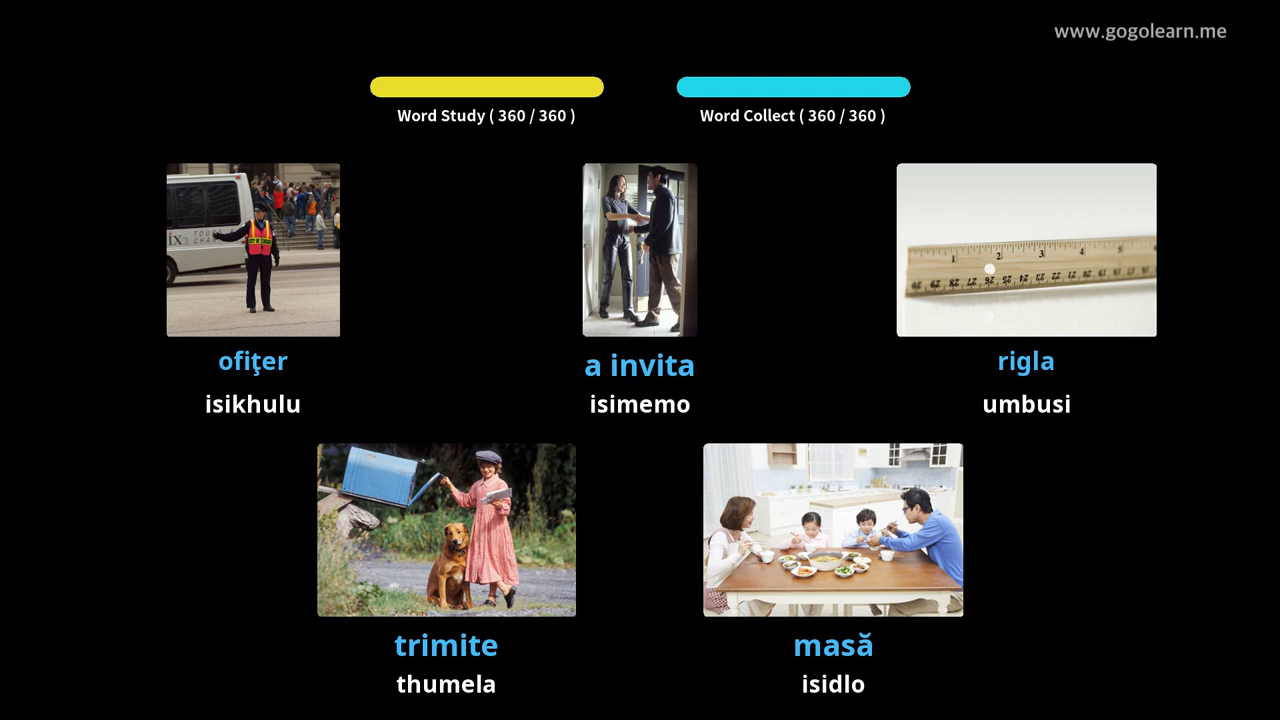 www.gogolearn.me
Word Study ( 360 / 360 )
Word Collect ( 360 / 360 )
ofiţer
a invita
rigla
isikhulu
isimemo
umbusi
trimite
masă
thumela
isidlo